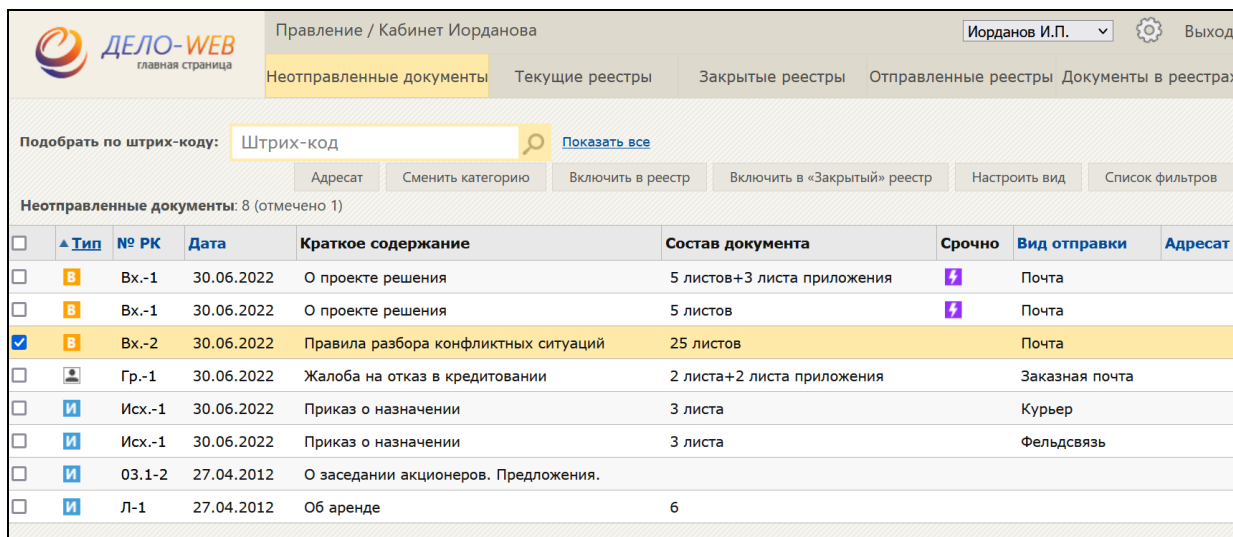 Правление / Кабинет Иорданова
Иорданов И.П.
Выход
ДЕЛО-WEB
главная страница
Неотправленные документы Текущие реестры Закрытые реестры Отправленные реестры Документы в реестрах
Подобрать по штрих-коду: Штрих-код Показать все
Адресат Сменить категорию Включить в реестр Включить в «Закрытый» реестр Настроить вид Список фильтров
Неотправленные документы: 8 (отмечено 1)
Тип № РК Дата Краткое содержание Состав документа Срочно Вид отправки Адресат
В Вх.-1 30.06.2022 О проекте решения 5 листов+3 листа приложения Почта
В Вх.-1 30.06.2022 О проекте решения 5 листов Почта
В Вх.-2 30.06.2022 Правила разбора конфликтных ситуаций 25 листов Почта
Гр.-1 30.06.2022 Жалоба на отказ в кредитовании 2 листа+2 листа приложения Заказная почта
И Исх.-1 30.06.2022 Приказ о назначении 3 листа Курьер
И Исх.-1 30.06.2022 Приказ о назначении 3 листа Фельдсвязь
И 03.1-2 27.04.2012 О заседании акционеров. Предложения.
И Л-1 27.04.2012 Об аренде 6